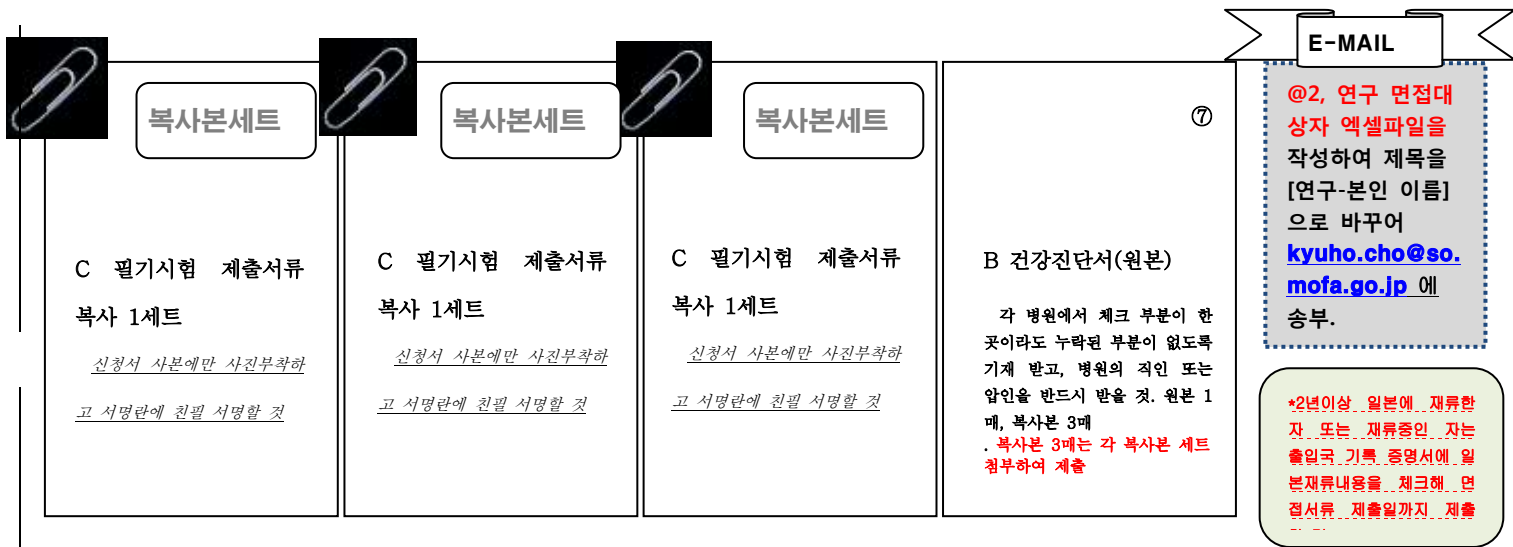 복사본세트
C 필기시험 제출서류
복사 1세트
신청서 사본에만 사진부착하
고 서명란에 친필 서명할 것
복사본세트
C 필기시험 제출서류
복사 1세트
신청서 사본에만 사진부착하
고 서명란에 친필 서명할 것
복사본세트
C 필기시험 제출서류
복사 1세트
신청서 사본에만 사진부착하
고 서명란에 친필 서명할 것
⑦
B 건강진단서(원본)
각 병원에서 체크 부분이 한
곳이라도 누락된 부분이 없도록
기재 받고, 병원의 직인 또는
압인을 반드시 받을 것. 원본 1
매, 복사본 3매
. 복사본 3매는 각 복사본 세트
첨부하여 제출
E-MAIL
@2, 연구 면접대
상자 엑셀파일을
작성하여 제목을
[연구-본인 이름]
으로 바꾸어
kyuho.cho@so.
mofa.go.jp 에
송부.
*2년이상 일본에 재류한
자 또는 재류중인 자는
출입국 기록 증명서에 일
본재류내용을 체크해 면
접서류 제출일까지 제출